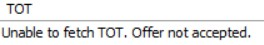 TOT
Unable to fetch TOT. Offer not accepted.